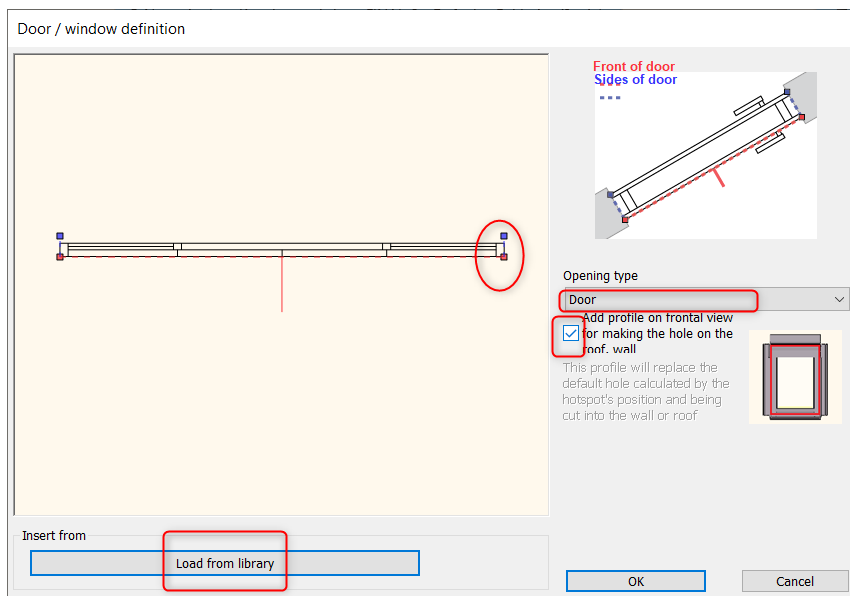 Door / window definition
Front of door
Sides of door
Opening type
Door
Add profile on frontal view
for making the hole on the
roof, wall
This profile will replace the
default hole calculated by the
hotspot's position and being
cut into the wall or roof
Insert from
Load from library
OK
Cancel